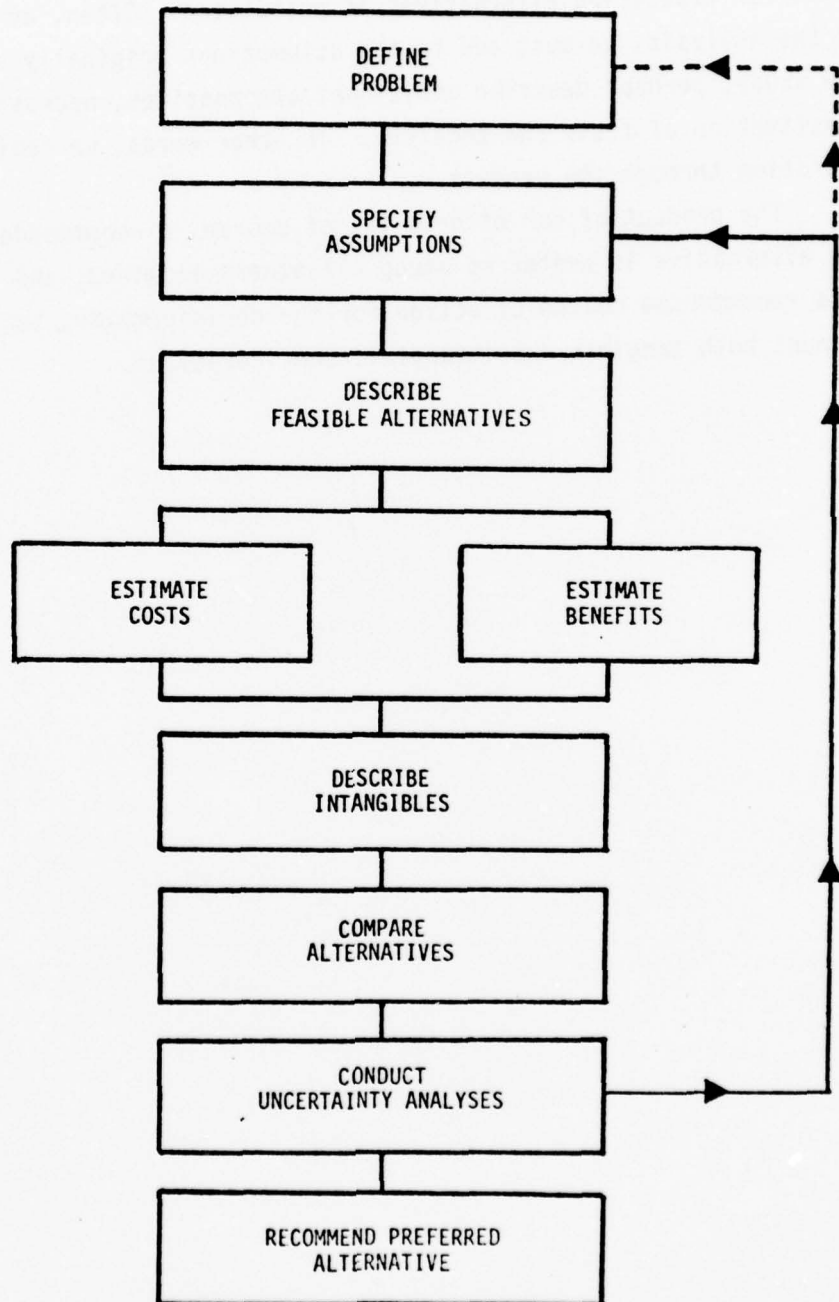 DEFINE
PROBLEM
SPECIFY
ASSUMPTIONS
DESCRIBE
FEASIBLE ALTERNATIVES
ESTIMATE
COSTS
ESTIMATE
BENEFITS
DESCRIBE
INTANGIBLES
COMPARE
ALTERNATIVES
CONDUCT
UNCERTAINTY ANALYSES
RECOMMEND PREFERRED
ALTERNATIVE